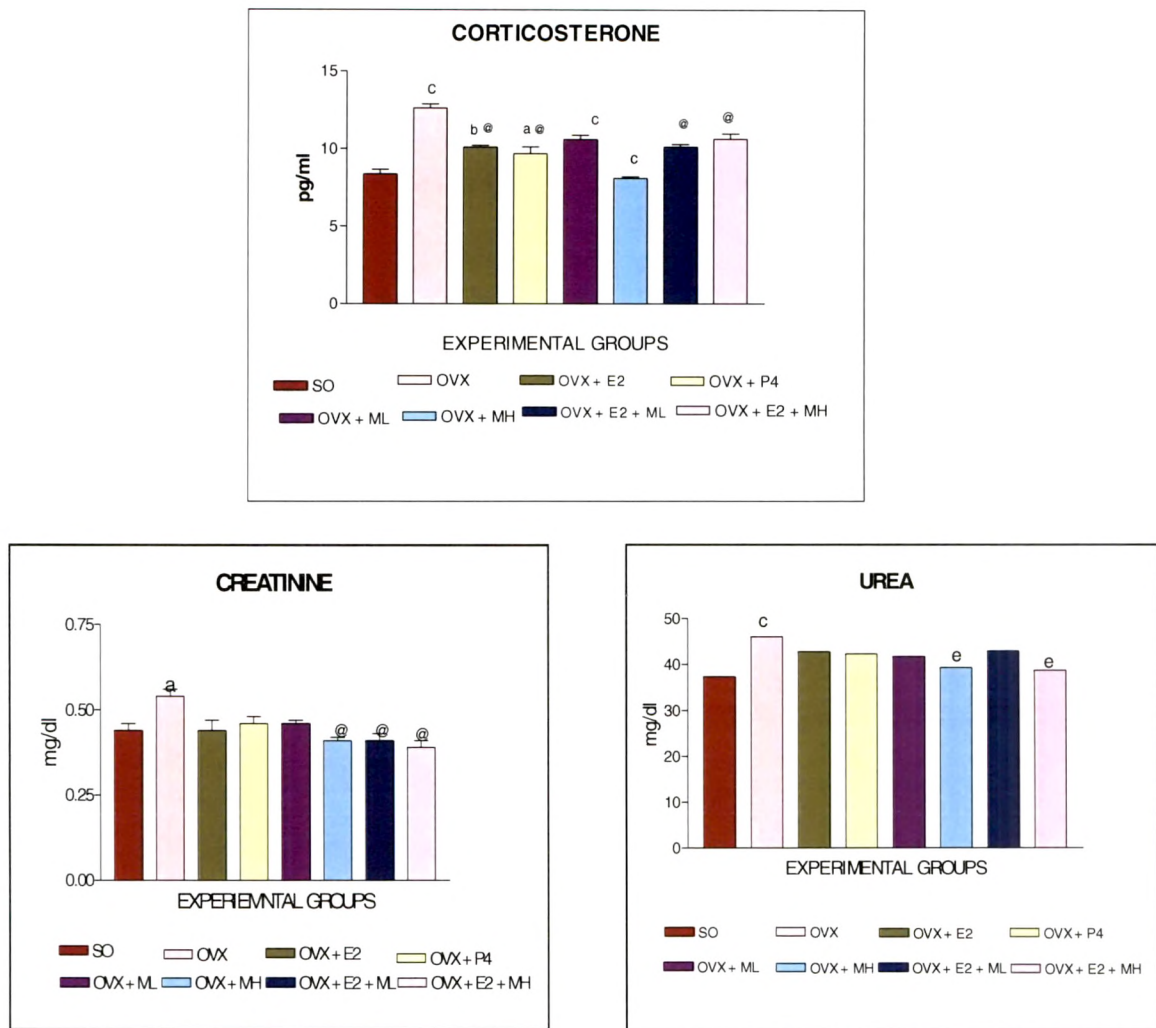 CORTICOSTERONE
15
10
5
0
pg/ml
c
b @
a @
c
c
@
@
EXPERIMENTAL GROUPS
SO OVX OVX + E2 OVX + P4
OVX + ML OVX + MH OVX + E2 + ML OVX + E2 + MH
CREATININE
0.75
0.50
0.25
0.00
mg/dl
a
@ @ @
EXPERIEMNTAL GROUPS
SO OVX OVX + E2 OVX + P4
OVX + ML OVX + MH OVX + E2 + ML OVX + E2 + MH
UREA
50
40
30
20
10
0
mg/dl
c
e
e
EXPERIMENTAL GROUPS
SO OVX OVX + E2 OVX + P4
OVX + ML OVX + MH OVX + E2 + ML OVX + E2 + MH